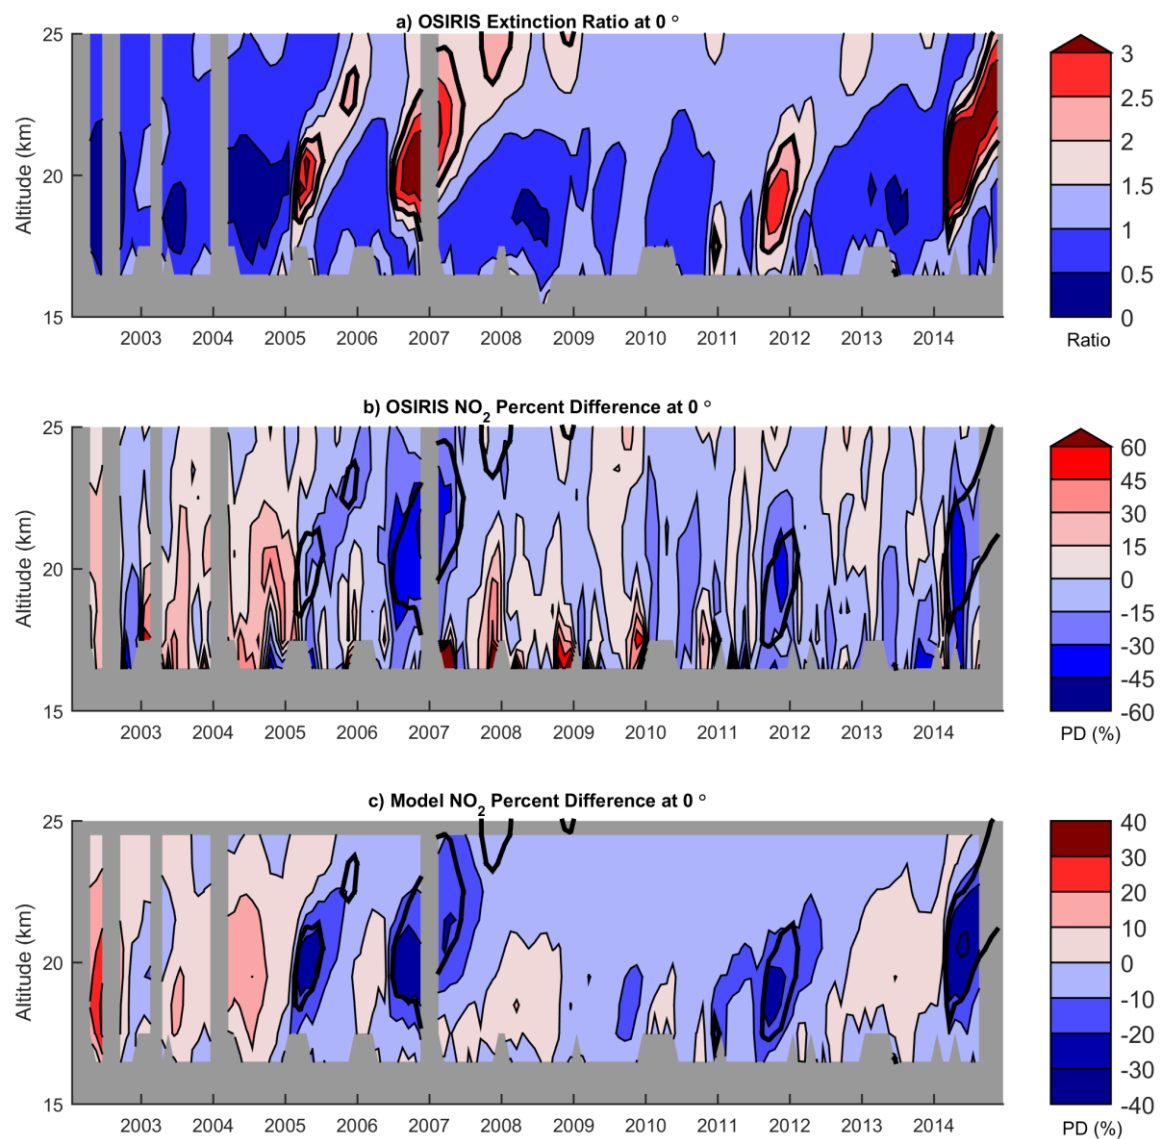 a) OSIRIS Extinction Ratio at 0 °
Altitude (km)
25
20
15
2003 2004 2005 2006 2007 2008 2009 2010 2011 2012 2013 2014
3
2.5
2
1.5
1
0.5
0
Ratio
b) OSIRIS NO2 Percent Difference at 0 °
Altitude (km)
25
20
15
2003 2004 2005 2006 2007 2008 2009 2010 2011 2012 2013 2014
60
45
30
15
0
-15
-30
-45
-60
PD (%)
c) Model NO2 Percent Difference at 0 °
Altitude (km)
25
20
15
2003 2004 2005 2006 2007 2008 2009 2010 2011 2012 2013 2014
40
30
20
10
0
-10
-20
-30
-40
PD (%)